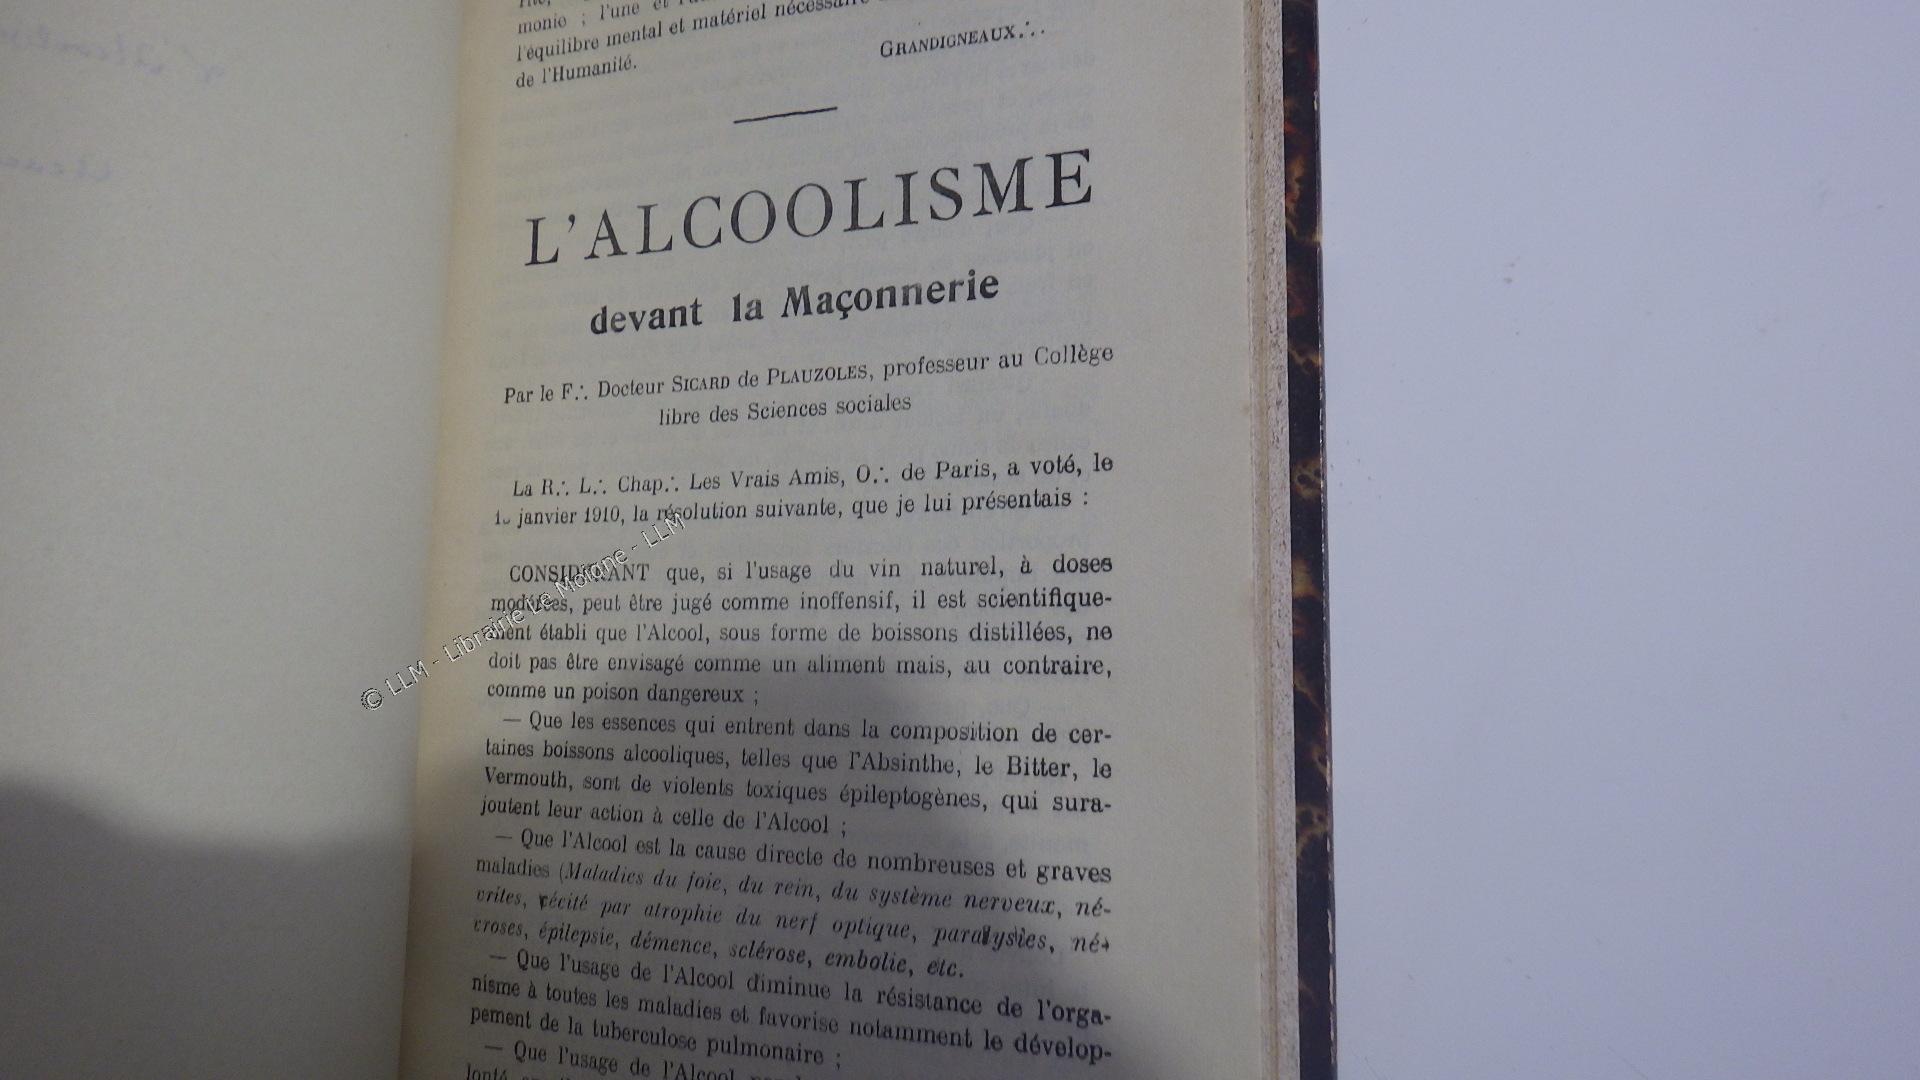 monie ; l'une et
l'équilibre mental et matériel nécessaire
de l'Humanité.
GRANDIGNEAUX∴
L'ALCOOLISME
devant la Maçonnerie
Par le F∴ Docteur SICARD de PLAUZOLES, professeur au Collège
libre des Sciences sociales
La R∴ L∴ Chap∴ Les Vrais Amis, O∴ de Paris, a voté, le
janvier 1910, la résolution suivante, que je lui présentais :
CONSIDÉRANT que, si l'usage du vin naturel, à doses
modérées, peut être jugé comme inoffensif, il est scientifique-
ment établi que l'Alcool, sous forme de boissons distillées, ne
doit pas être envisagé comme un aliment mais, au contraire,
comme un poison dangereux ;
— Que les essences qui entrent dans la composition de cer-
taines boissons alcooliques, telles que l'Absinthe, le Bitter, le
Vermouth, sont de violents toxiques épileptogènes, qui sura-
joutent leur action à celle de l'Alcool ;
— Que l'Alcool est la cause directe de nombreuses et graves
maladies (Maladies du foie, du rein, du système nerveux, né-
vrites, cécité par atrophie du nerf optique, paralysies, né-
croses, épilepsie, démence, sclérose, embolie, etc.
— Que l'usage de l'Alcool diminue la résistance de l'orga-
nisme à toutes les maladies et favorise notamment le dévelop-
pement de la tuberculose pulmonaire ;
— Que l'usage de l'Alcool
© LLM - Librairie Le Moigne - LLM